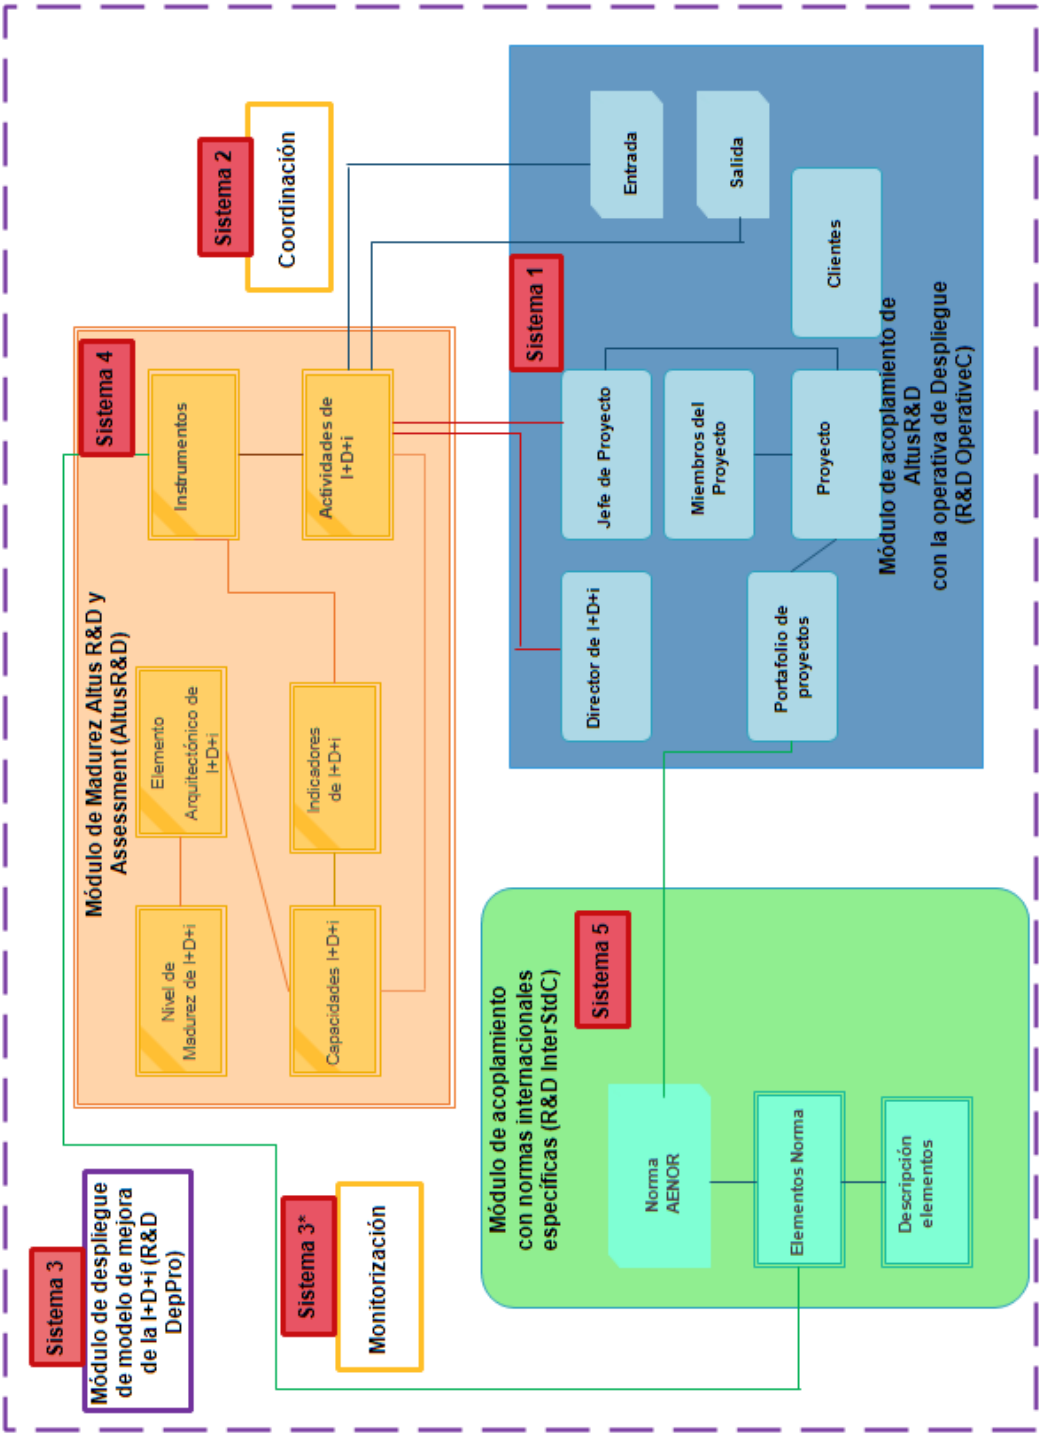 Sistema 3
Módulo de despliegue
de modelo de mejora
de la I+D+i (R&D
DepPro)
Sistema 4
Módulo de Madurez Altus R&D y
Assessment (AltusR&D)
Nivel de
Madurez de I+D+i
Elemento
Arquitectónico de
I+D+i
Instrumentos
Capacidades I+D+i
Indicadores
de I+D+i
Actividades de
I+D+i
Sistema 2
Coordinación
Sistema 3*
Monitorización
Módulo de acoplamiento
con normas internacionales
específicas (R&D InterStdC)
Sistema 5
Norma
AENOR
Elementos Norma
Descripción
elementos
Sistema 1
Director de I+D+i
Jefe de Proyecto
Entrada
Miembros del
Proyecto
Salida
Portafolio de
proyectos
Proyecto
Clientes
Módulo de acoplamiento de
AltusR&D
con la operativa de Despliegue
(R&D OperativeC)